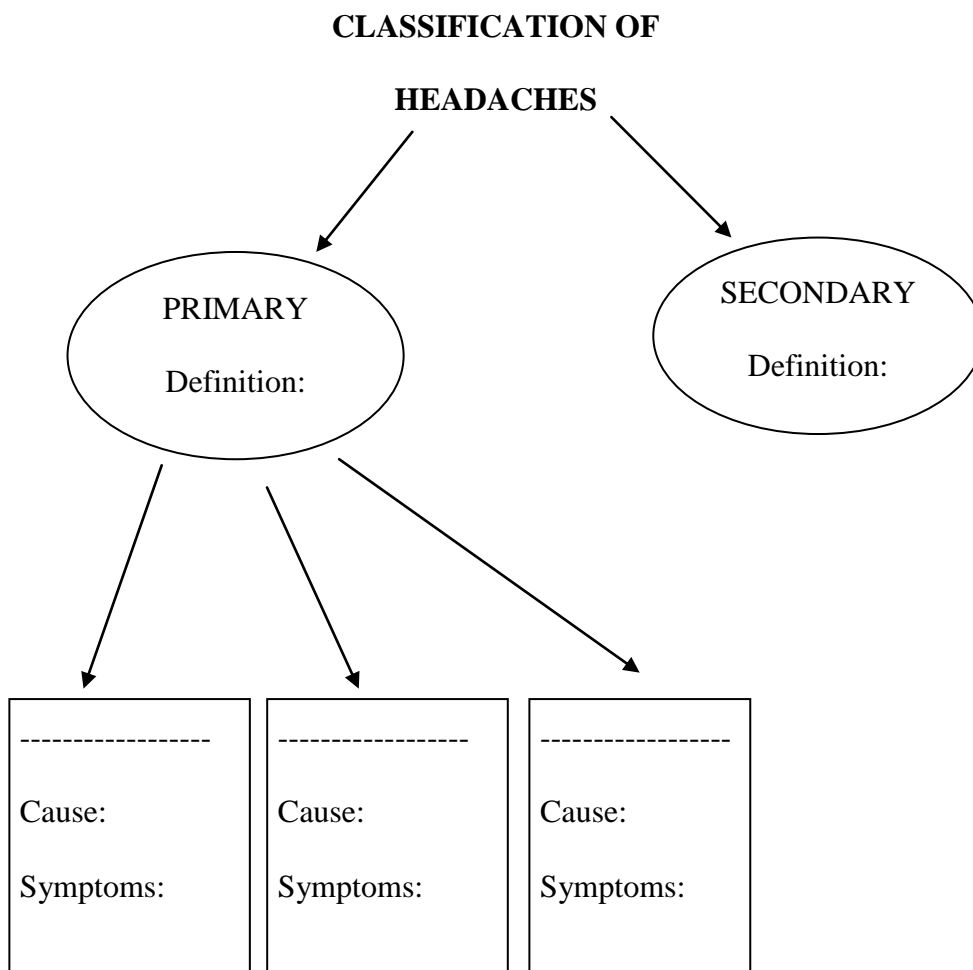 CLASSIFICATION OF
HEADACHES
PRIMARY
Definition:
SECONDARY
Definition:
------------------
Cause:
Symptoms:
------------------
Cause:
Symptoms:
------------------
Cause:
Symptoms: